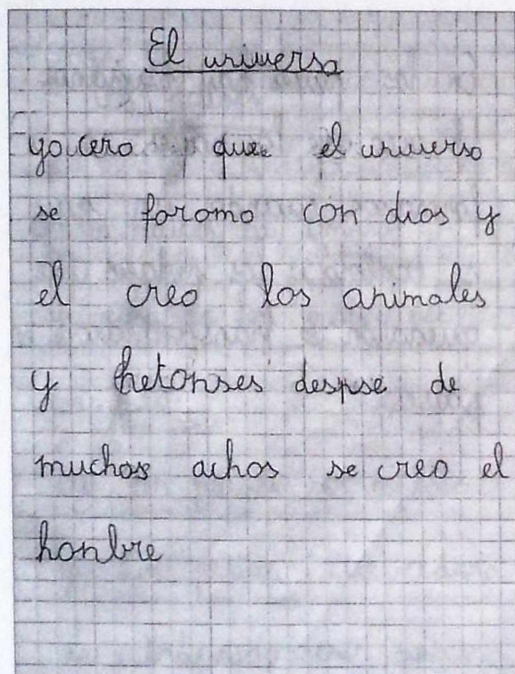 El universo
yo cero que el universo
se foromo con dios y
el creo los animales
y hetonses despse de
muchos achos se creo el
honbre